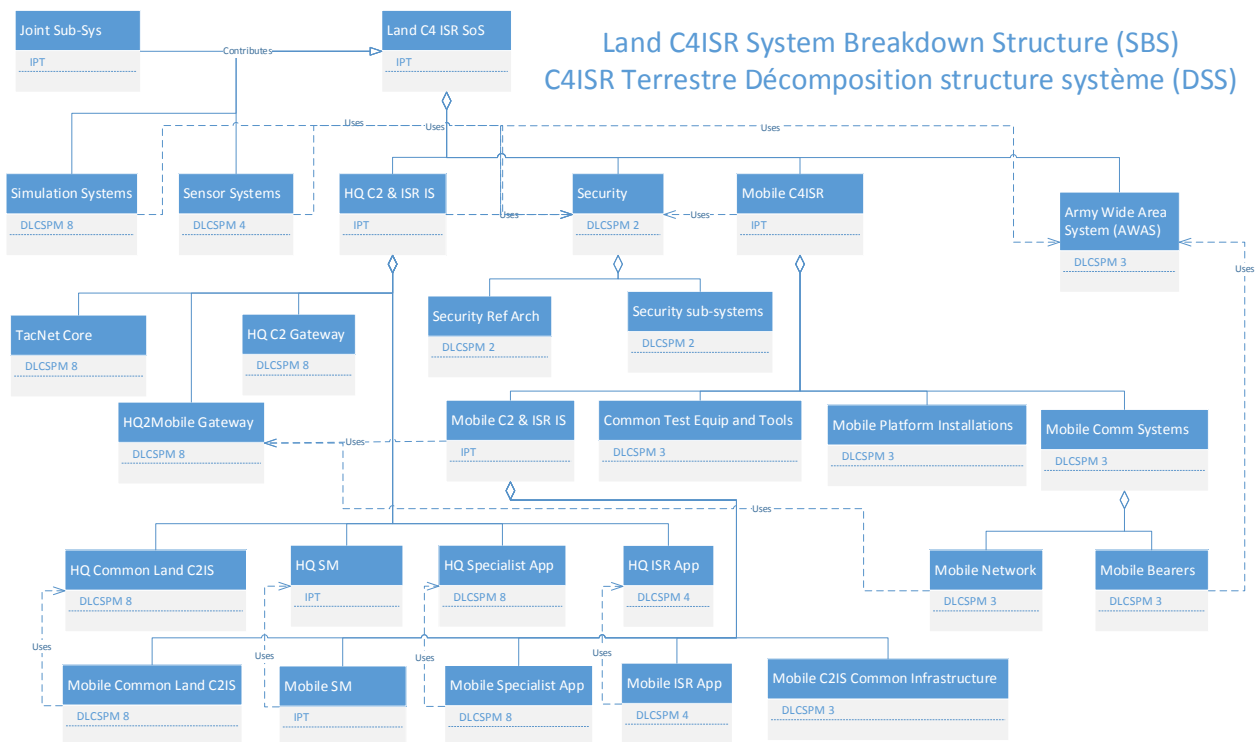 Joint Sub-Sys
IPT
Contributes
Land C4 ISR SoS
IPT
Land C4ISR System Breakdown Structure (SBS)
C4ISR Terrestre Décomposition structure système (DSS)
Uses
Uses
Uses
Uses
Simulation Systems
DLCSPM 8
Sensor Systems
DLCSPM 4
HQ C2 & ISR IS
IPT
Uses
Security
DLCSPM 2
Uses
Mobile C4ISR
IPT
Army Wide Area
System (AWAS)
DLCSPM 3
Uses
TacNet Core
DLCSPM 8
HQ C2 Gateway
DLCSPM 8
Security Ref Arch
DLCSPM 2
Security sub-systems
DLCSPM 2
HQ2Mobile Gateway
DLCSPM 8
Uses
Mobile C2 & ISR IS
IPT
Common Test Equip and Tools
DLCSPM 3
Mobile Platform Installations
DLCSPM 3
Mobile Comm Systems
DLCSPM 3
Uses
HQ Common Land C2IS
DLCSPM 8
HQ SM
IPT
HQ Specialist App
DLCSPM 8
HQ ISR App
DLCSPM 4
Mobile Network
DLCSPM 3
Mobile Bearers
DLCSPM 3
Uses
Uses
Uses
Uses
Mobile Common Land C2IS
DLCSPM 8
Mobile SM
IPT
Mobile Specialist App
DLCSPM 8
Mobile ISR App
DLCSPM 4
Mobile C2IS Common Infrastructure
DLCSPM 3